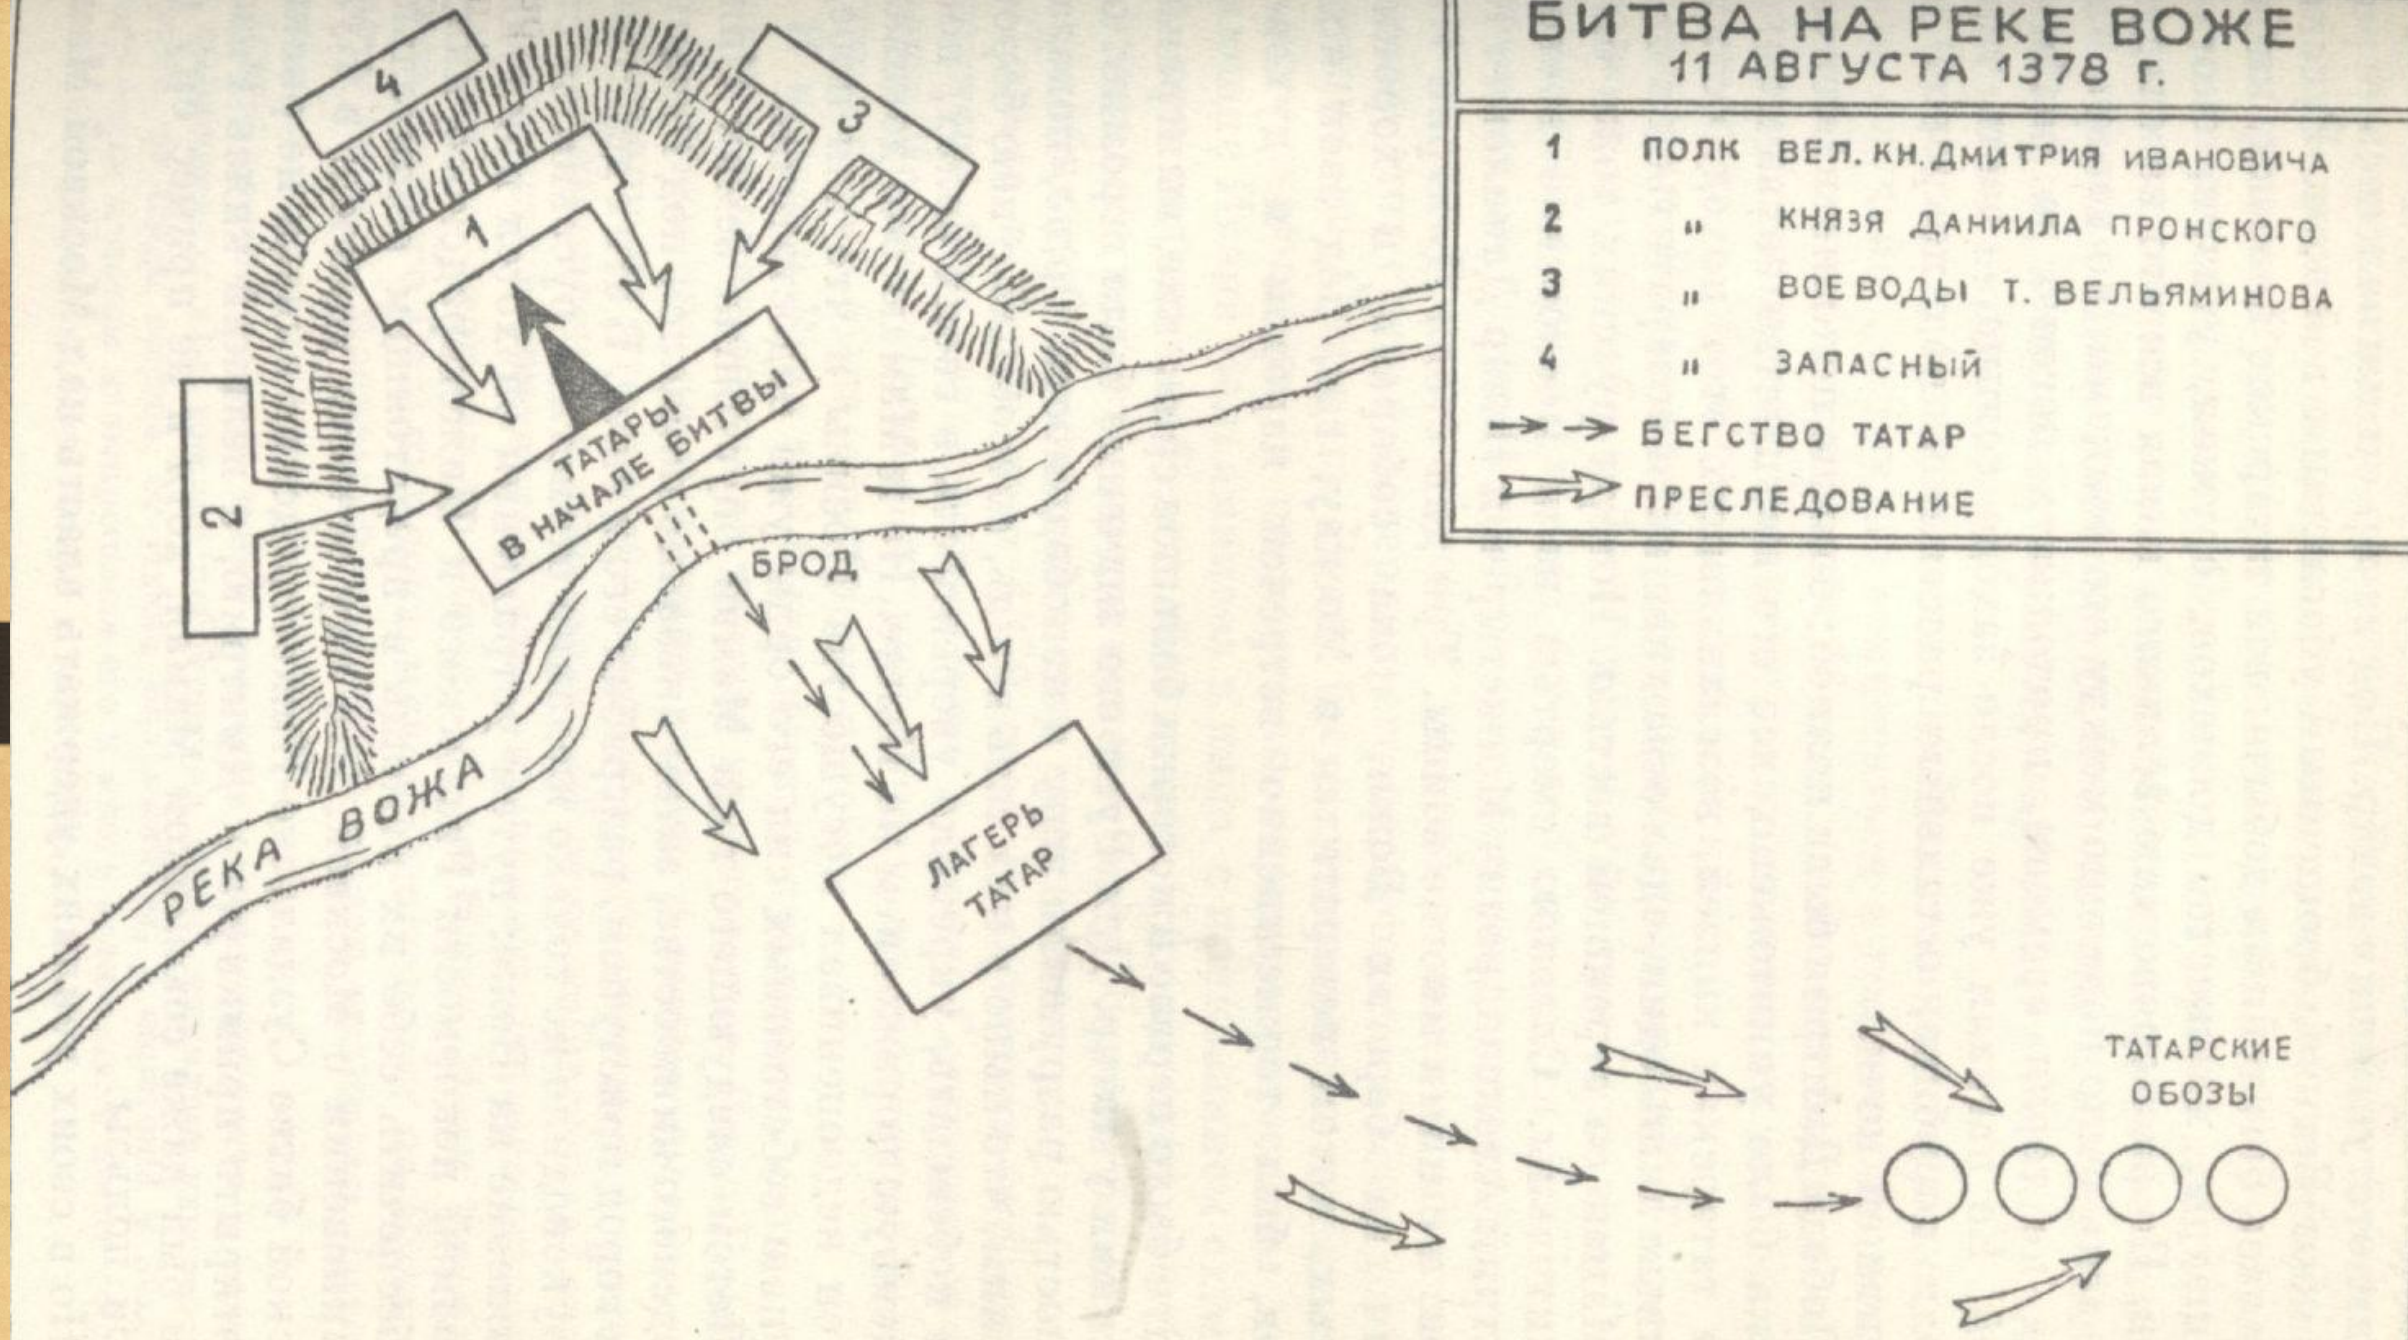 БИТВА НА РЕКЕ ВОЖЕ
11 АВГУСТА 1378 г.
1 ПОЛК ВЕЛ. КН. ДМИТРИЯ ИВАНОВИЧА
2 „ КНЯЗЯ ДАНИИЛА ПРОНСКОГО
3 „ ВОЕВОДЫ Т. ВЕЛЬЯМИНОВА
4 „ ЗАПАСНЫЙ
БЕГСТВО ТАТАР
ПРЕСЛЕДОВАНИЕ
4
3
1
2
ТАТАРЫ
В НАЧАЛЕ БИТВЫ
БРОД
РЕКА ВОЖА
ЛАГЕРЬ
ТАТАР
ТАТАРСКИЕ
ОБОЗЫ